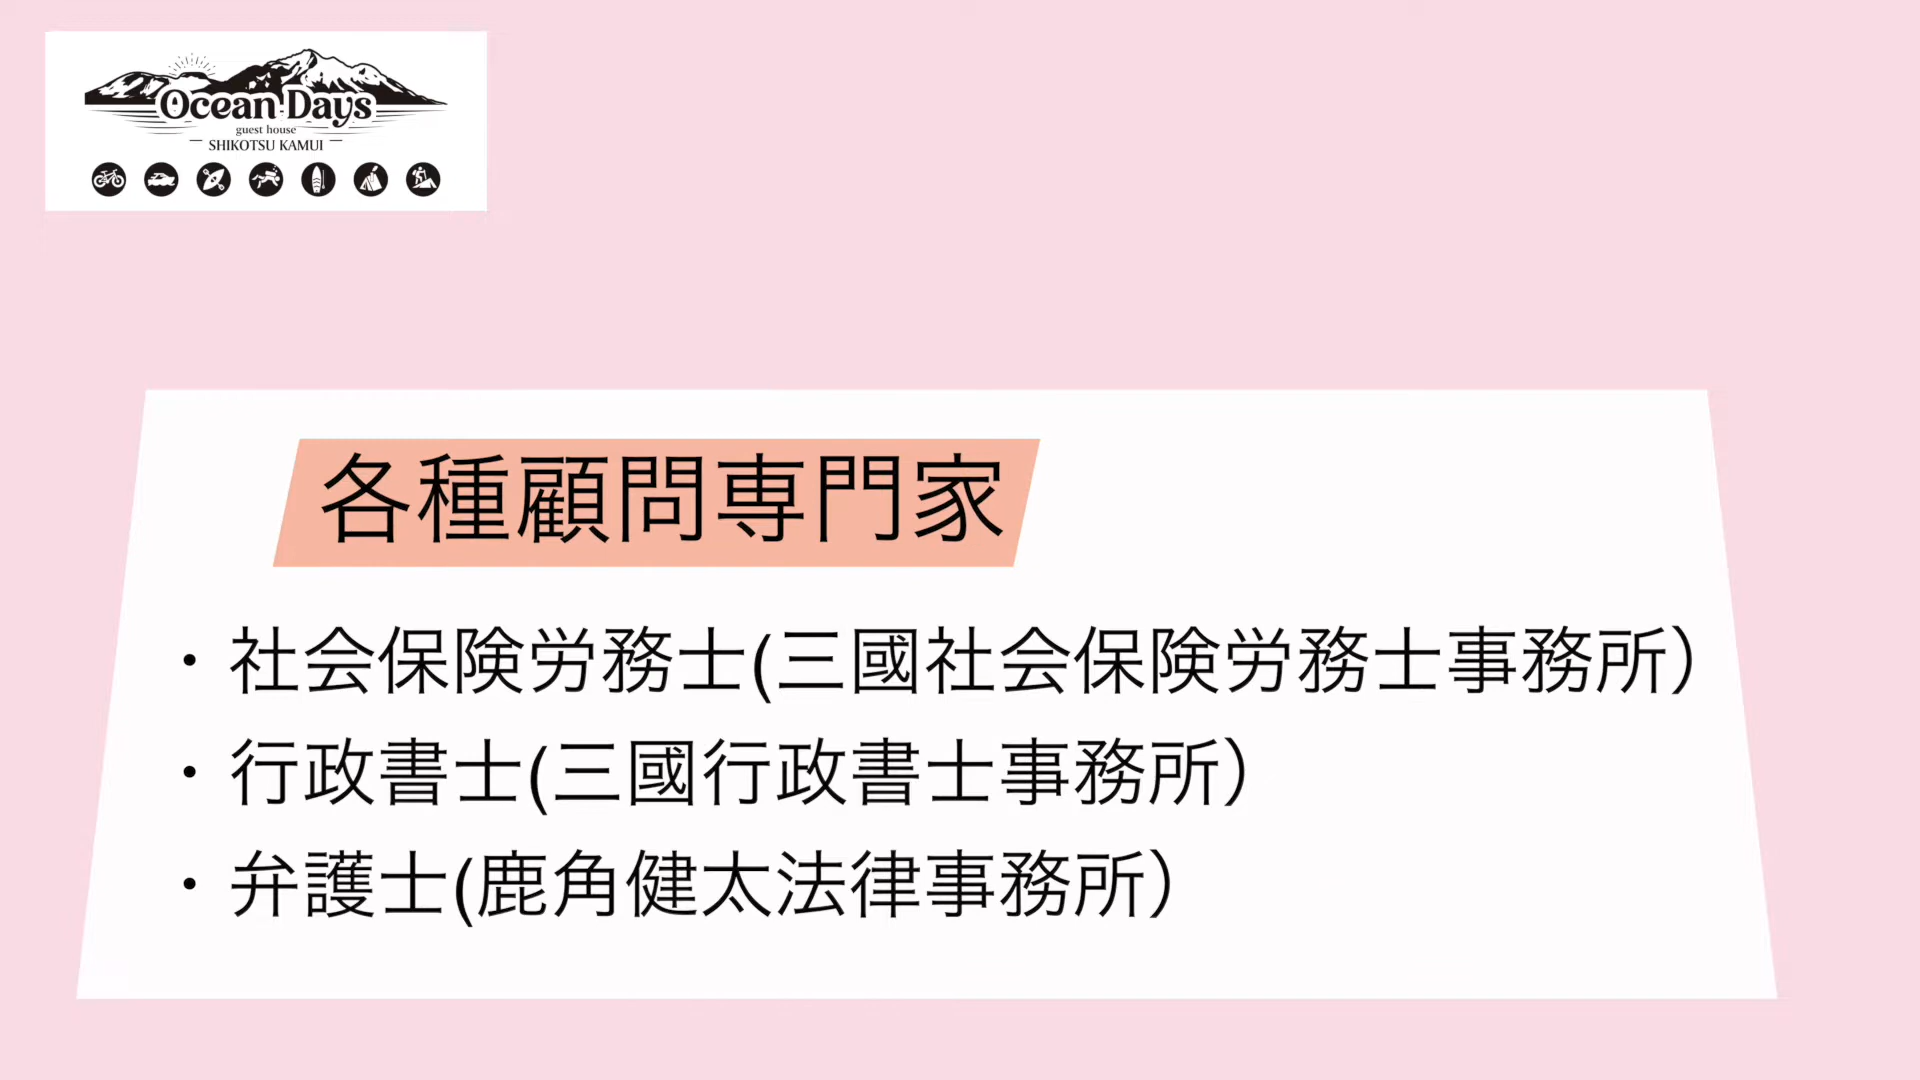 Ocean Days
guest house
SHIKOTSU KAMUI
各種顧問専門家
・社会保険労務士(三國社会保険労務士事務所）
・行政書士(三國行政書士事務所）
・弁護士(鹿角健太法律事務所）